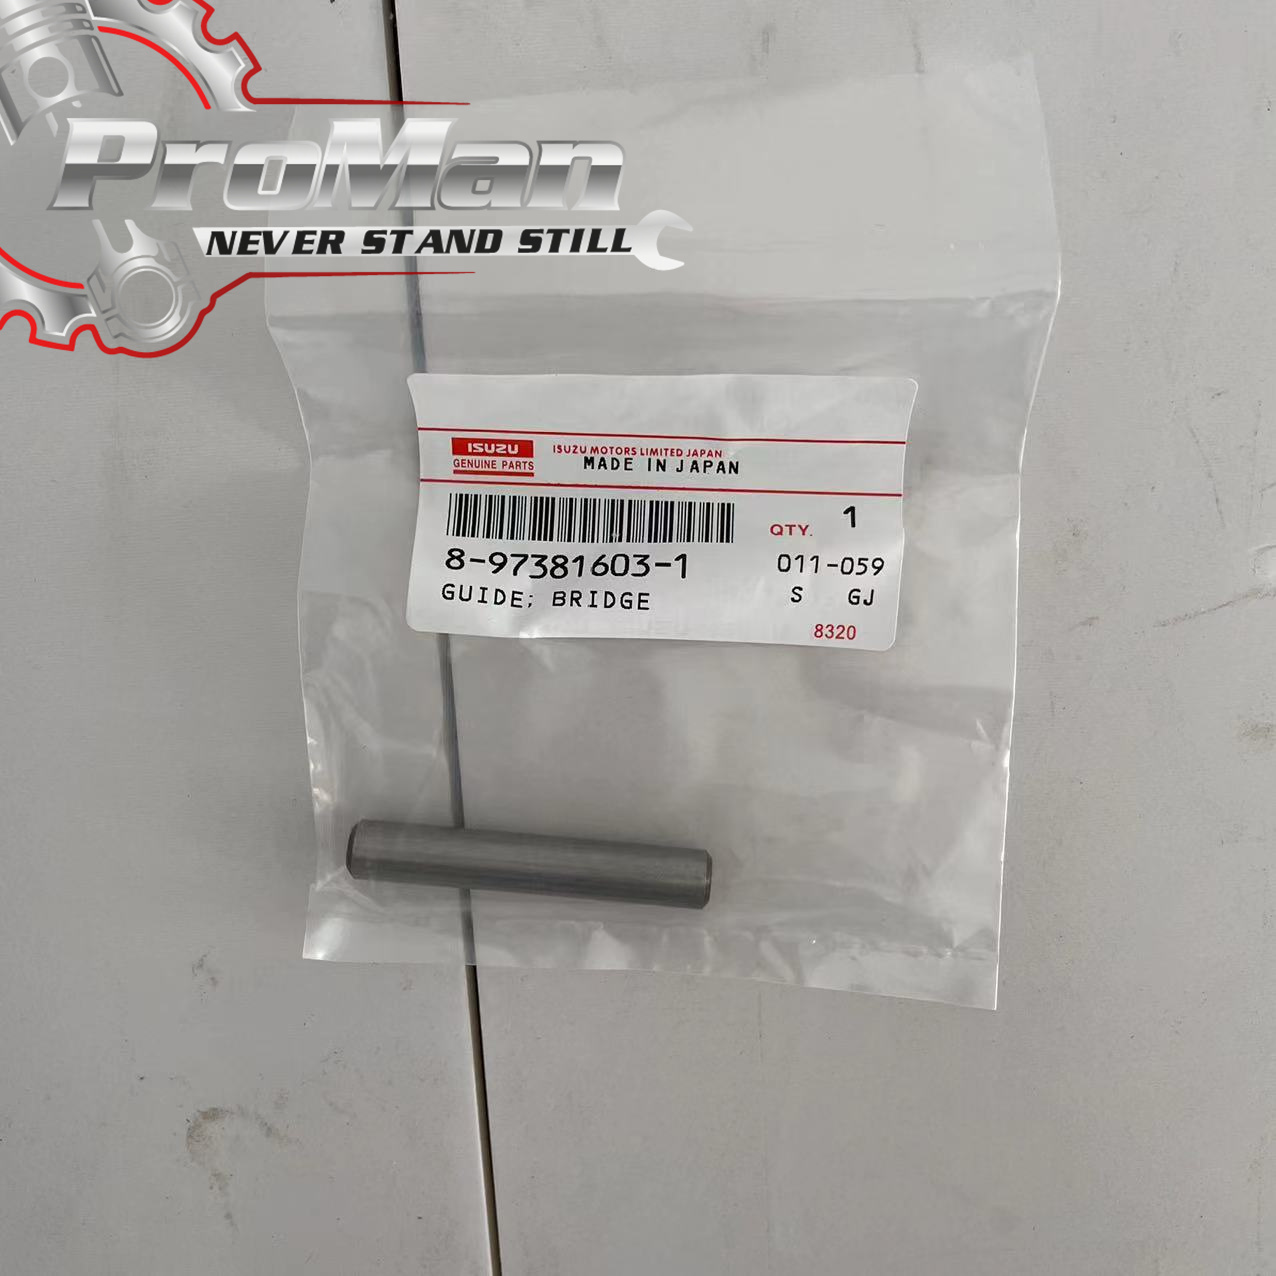 ProMan
NEVER STAND STILL
ISUZU
GENUINE PARTS
ISUZU MOTORS LIMITED JAPAN
MADE IN JAPAN
QTY. 1
8-97381603-1 011-059
GUIDE; BRIDGE S GJ
8320